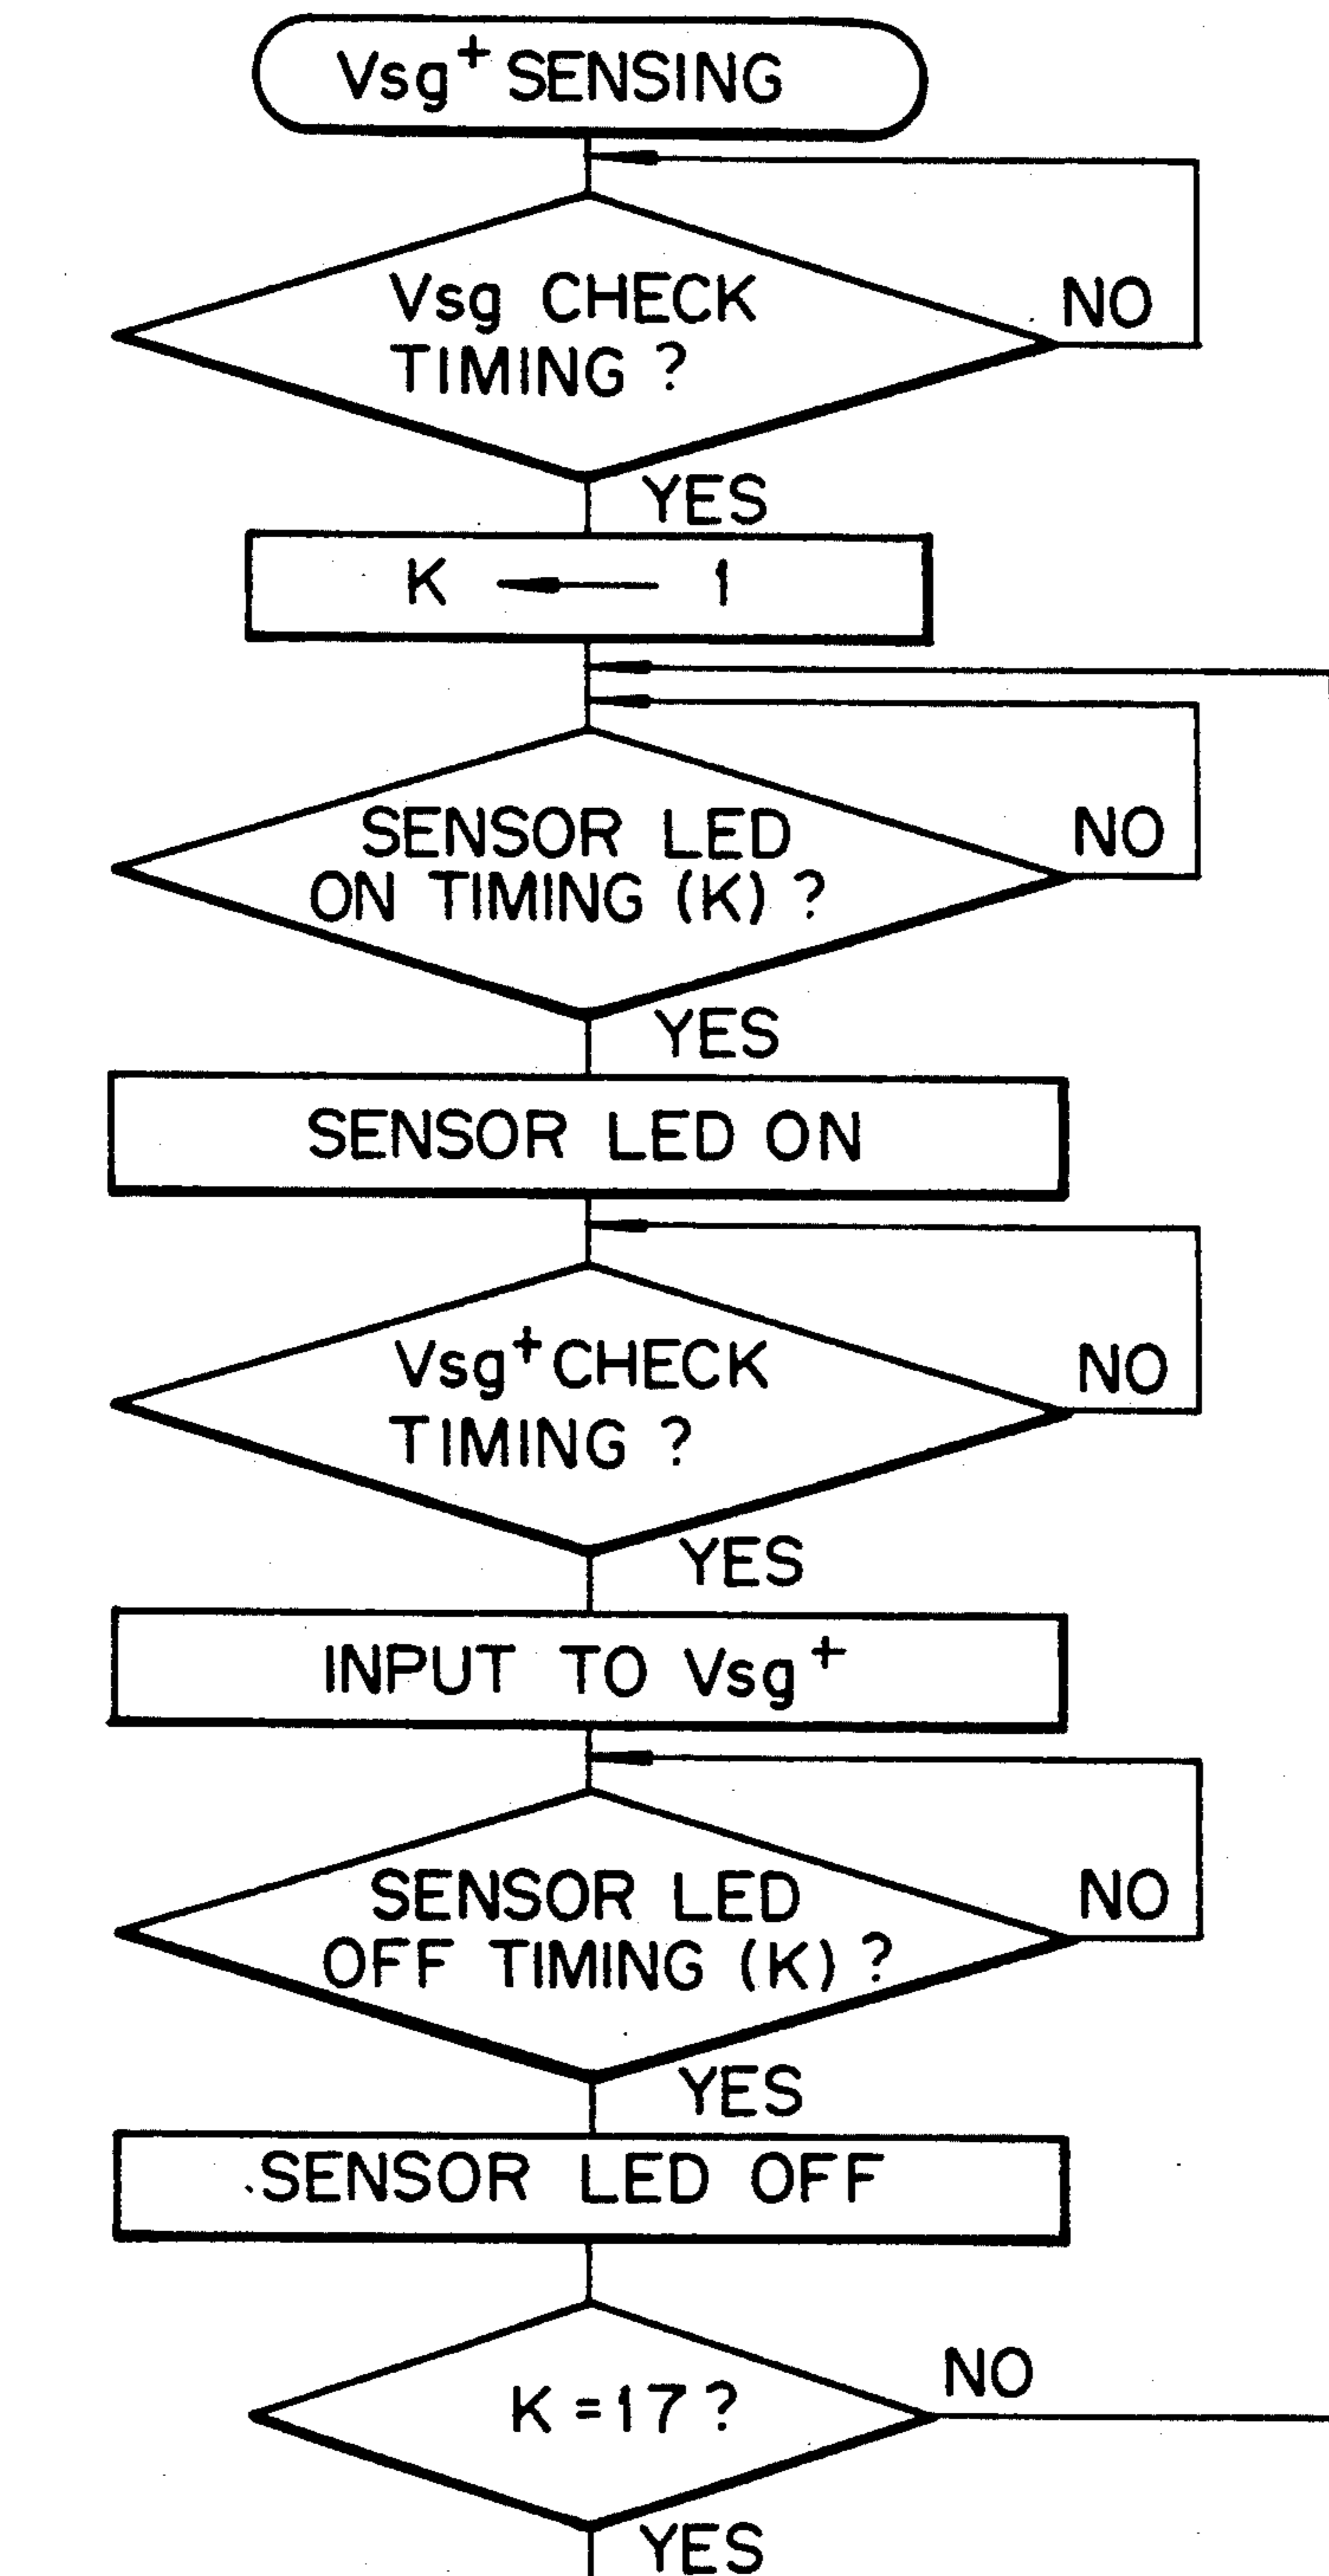 Vsg⁺ SENSING
Vsg CHECK
TIMING ?
NO
YES
K ← 1
SENSOR LED
ON TIMING (K) ?
NO
YES
SENSOR LED ON
Vsg⁺ CHECK
TIMING ?
NO
YES
INPUT TO Vsg⁺
SENSOR LED
OFF TIMING (K) ?
NO
YES
SENSOR LED OFF
K = 17 ?
NO
YES